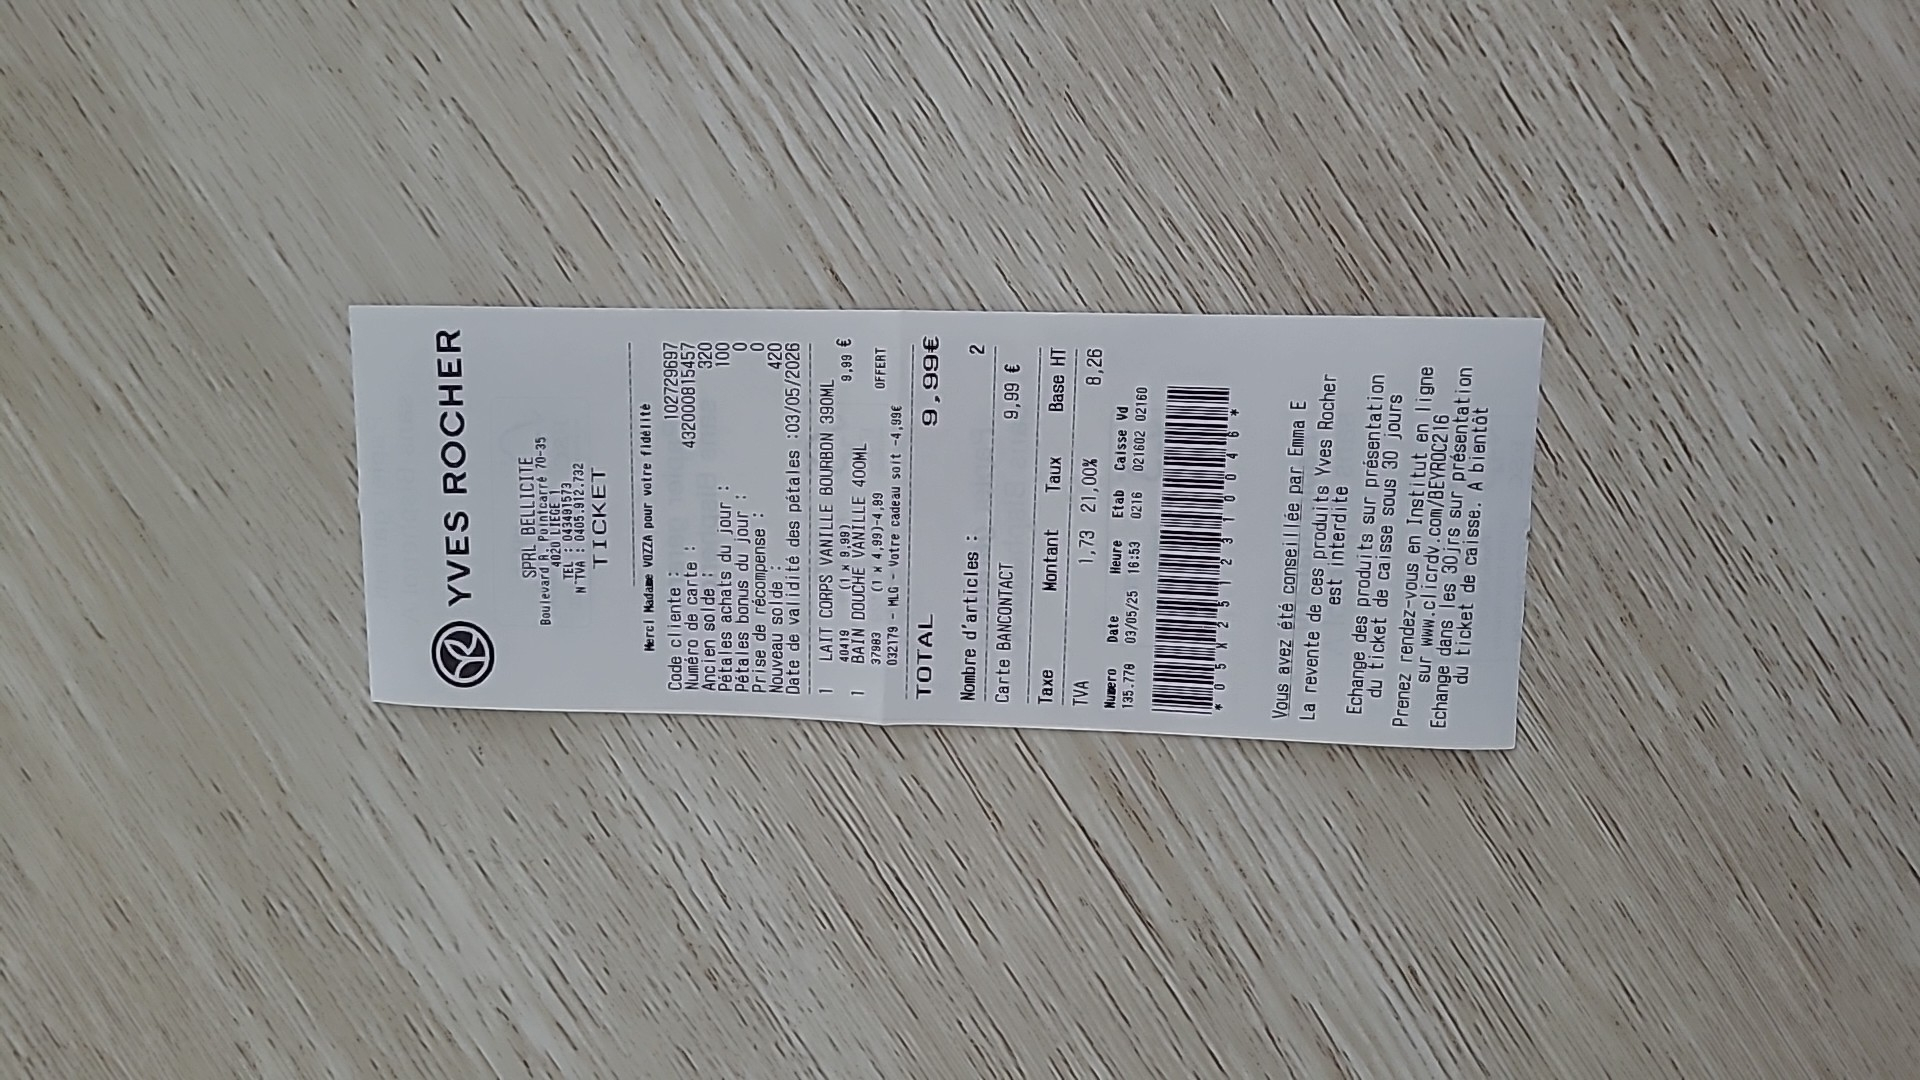 YVES ROCHER
SPRL BELLICITE
Boulevard R. Pointcarré 70-35
4020 LIEGE 1
TEL : 043491573
N°TVA : 0405.912.732
TICKET
Merci Madame VOZZA pour votre fidélité
Code cliente : 102729697
Numéro de carte : 432000815457
Ancien solde : 320
Pétales achats du jour : 100
Pétales bonus du jour : 0
Prise de récompense : 0
Nouveau solde : 420
Date de validité des pétales :03/05/2026
1 LAIT CORPS VANILLE BOURBON 390ML
40419 (1 x 9,99) 9,99 €
1 BAIN DOUCHE VANILLE 400ML
37983 (1 x 4,99)-4,99 OFFERT
032179 - MLG - Votre cadeau soit -4,99€
TOTAL 9,99€
Nombre d'articles : 2
Carte BANCONTACT 9,99 €
Taxe Montant Taux Base HT
TVA 1,73 21,00% 8,26
Numero Date Heure Etab Caisse Vd
135.778 03/05/25 16:53 0216 021602 02160
*05X2512310046*
Vous avez été conseillée par Emma E
La revente de ces produits Yves Rocher
est interdite
Echange des produits sur présentation
du ticket de caisse sous 30 jours
Prenez rendez-vous en Institut en ligne
sur www.clicrdv.com/BEYROC216
Echange dans les 30jrs sur présentation
du ticket de caisse. A bientôt